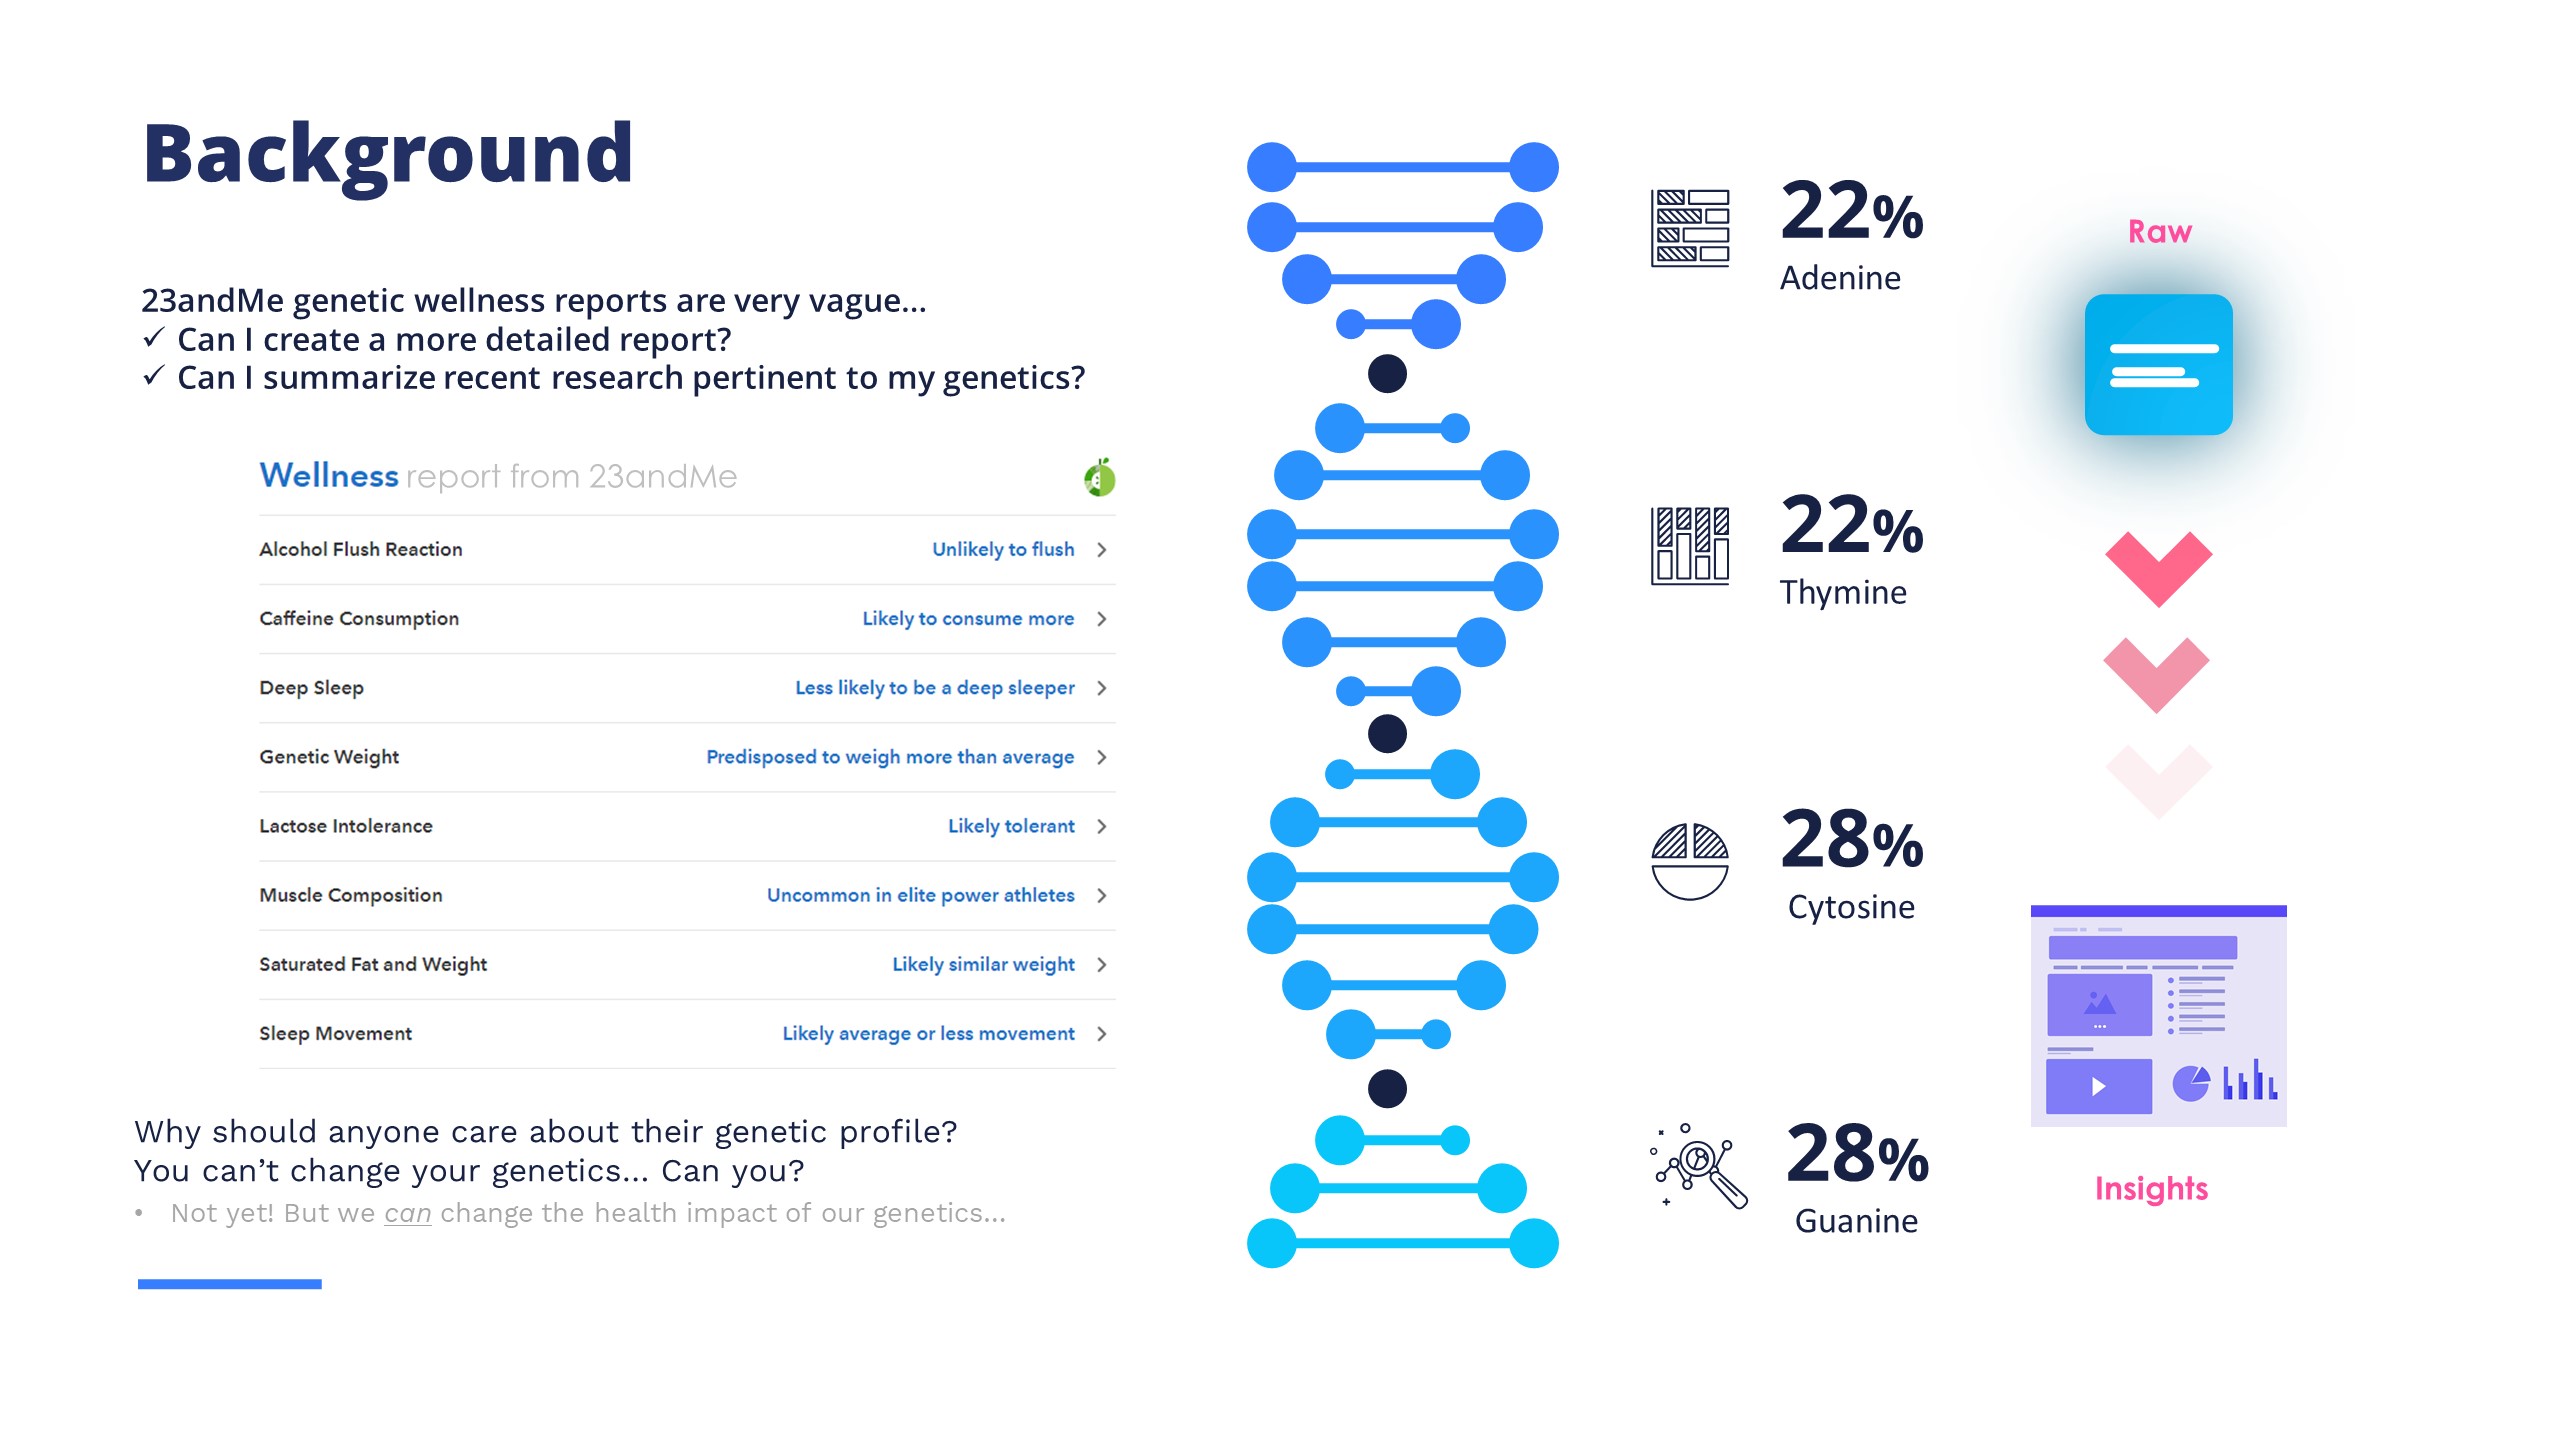 Background
23andMe genetic wellness reports are very vague...
✓ Can I create a more detailed report?
✓ Can I summarize recent research pertinent to my genetics?
Wellness report from 23andMe
Alcohol Flush Reaction Unlikely to flush
Caffeine Consumption Likely to consume more
Deep Sleep Less likely to be a deep sleeper
Genetic Weight Predisposed to weigh more than average
Lactose Intolerance Likely tolerant
Muscle Composition Uncommon in elite power athletes
Saturated Fat and Weight Likely similar weight
Sleep Movement Likely average or less movement
Why should anyone care about their genetic profile?
You can’t change your genetics... Can you?
• Not yet! But we can change the health impact of our genetics...
22%
Adenine
22%
Thymine
28%
Cytosine
28%
Guanine
Raw
Insights